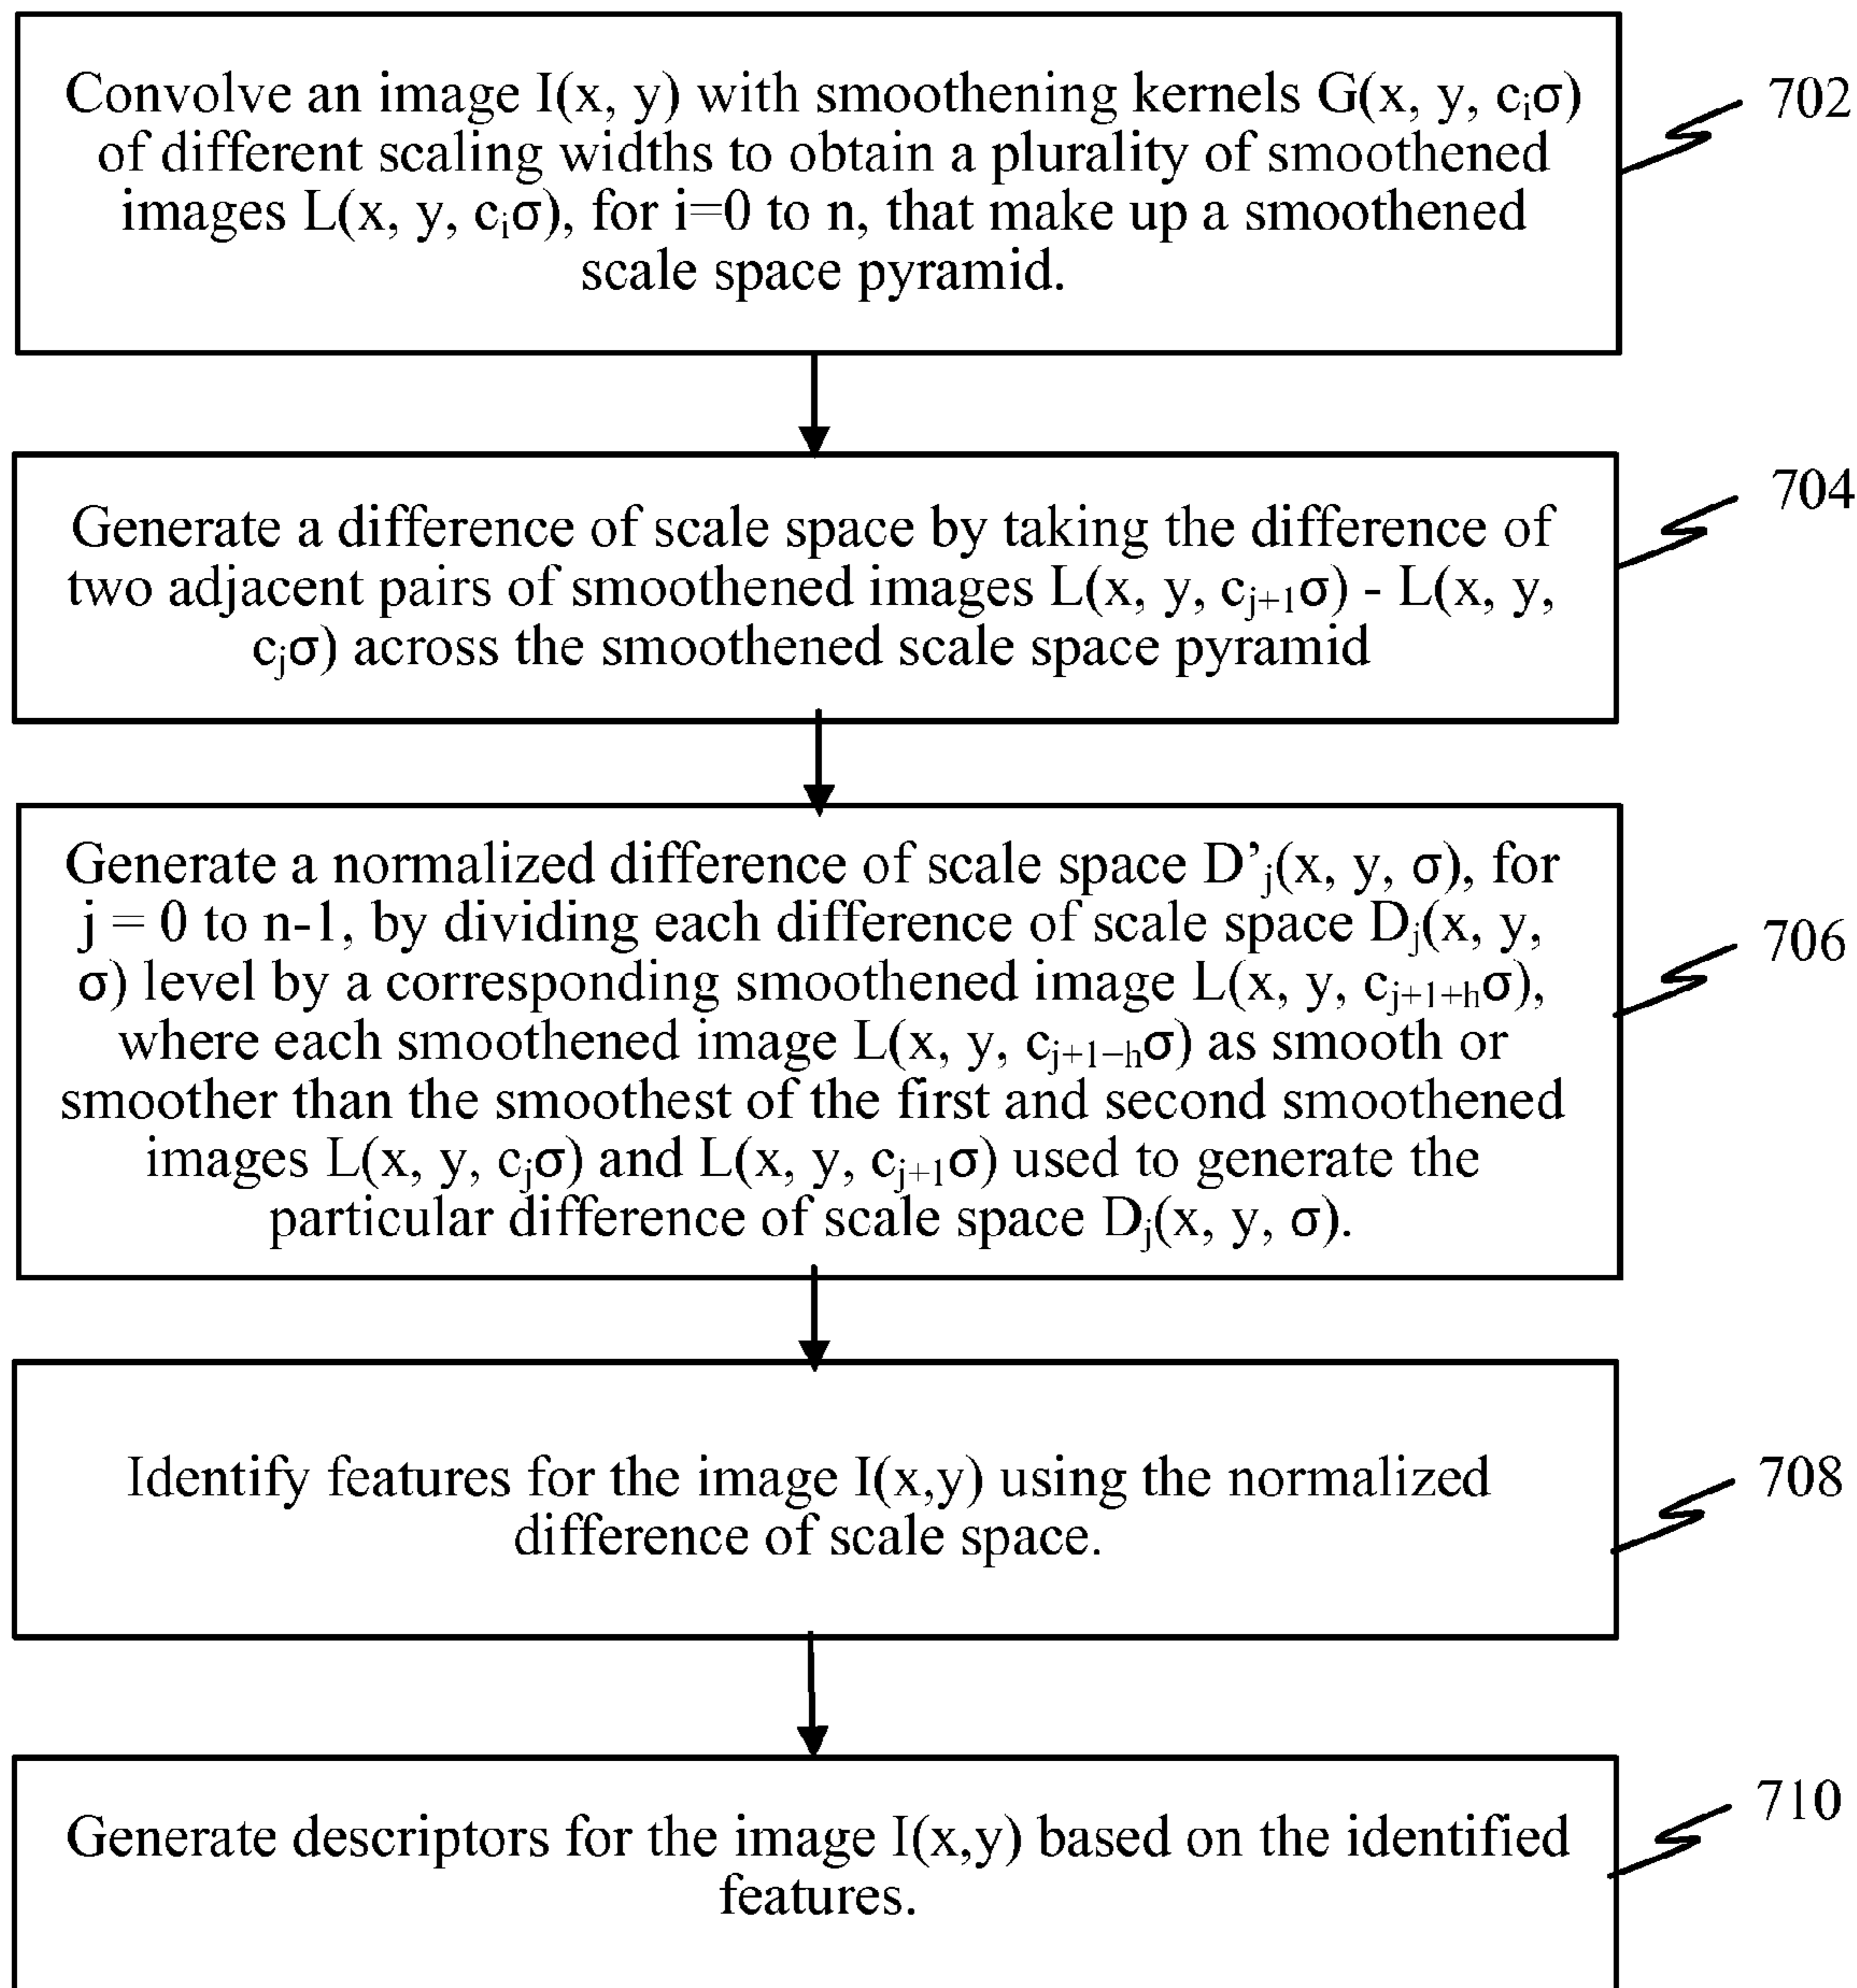 Convolve an image I(x, y) with smoothening kernels G(x, y, cᵢσ)
of different scaling widths to obtain a plurality of smoothened
images L(x, y, cᵢσ), for i=0 to n, that make up a smoothened
scale space pyramid.
702
Generate a difference of scale space by taking the difference of
two adjacent pairs of smoothened images L(x, y, cⱼ₊₁σ) - L(x, y,
cⱼσ) across the smoothened scale space pyramid
704
Generate a normalized difference of scale space D’ⱼ(x, y, σ), for
j = 0 to n-1, by dividing each difference of scale space Dⱼ(x, y,
σ) level by a corresponding smoothened image L(x, y, cⱼ₊₁₊ₕσ),
where each smoothened image L(x, y, cⱼ₊₁₋ₕσ) as smooth or
smoother than the smoothest of the first and second smoothened
images L(x, y, cⱼσ) and L(x, y, cⱼ₊₁σ) used to generate the
particular difference of scale space Dⱼ(x, y, σ).
706
Identify features for the image I(x,y) using the normalized
difference of scale space.
708
Generate descriptors for the image I(x,y) based on the identified
features.
710